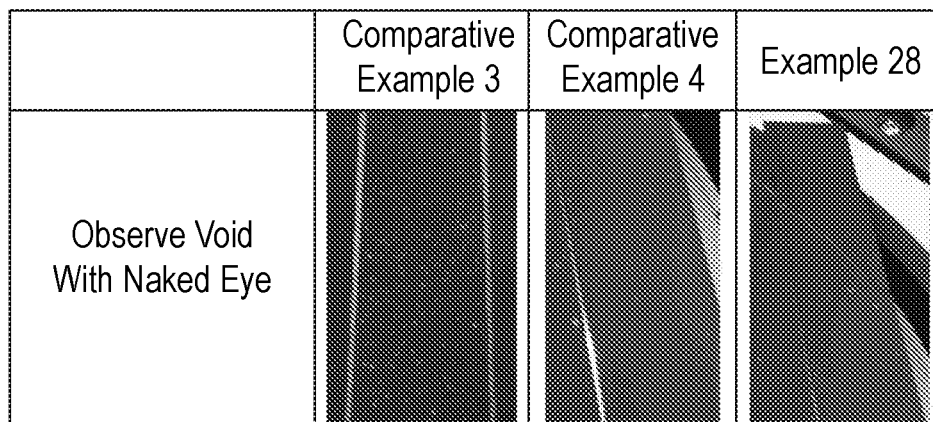 Comparative
Example 3
Comparative
Example 4
Example 28
Observe Void
With Naked Eye